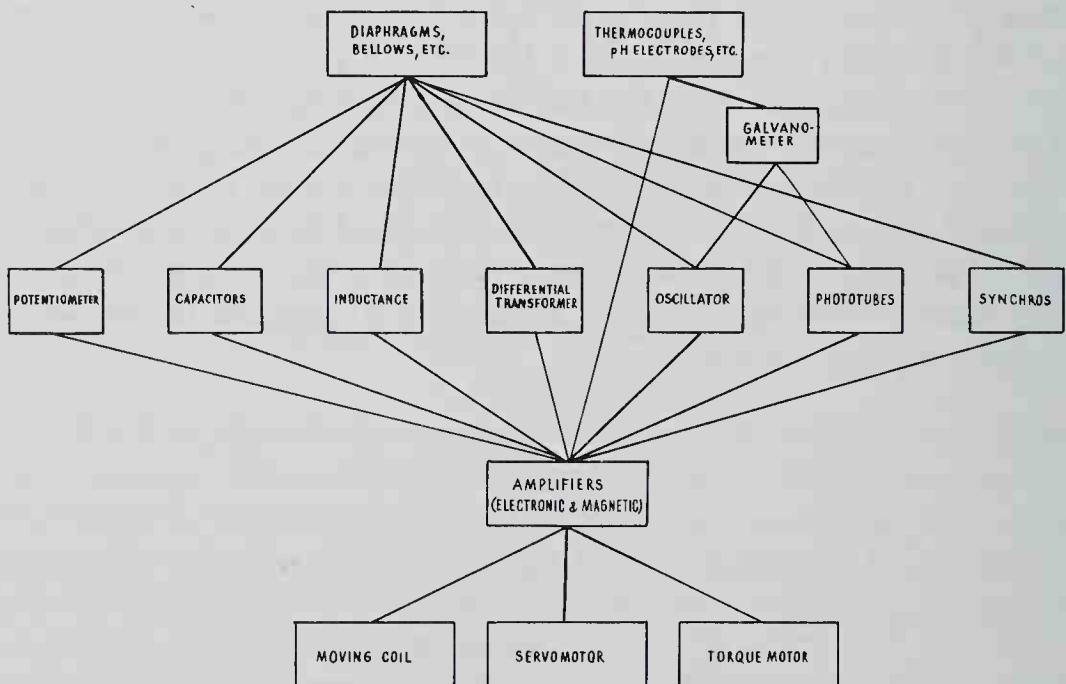 DIAPHRAGMS,
BELLOWS, ETC.
THERMOCOUPLES,
pH ELECTRODES, ETC.
GALVANO-
METER
POTENTIOMETER
CAPACITORS
INDUCTANCE
DIFFERENTIAL
TRANSFORMER
OSCILLATOR
PHOTOTUBES
SYNCHROS
AMPLIFIERS
(ELECTRONIC & MAGNETIC)
MOVING COIL
SERVOMOTOR
TORQUE MOTOR